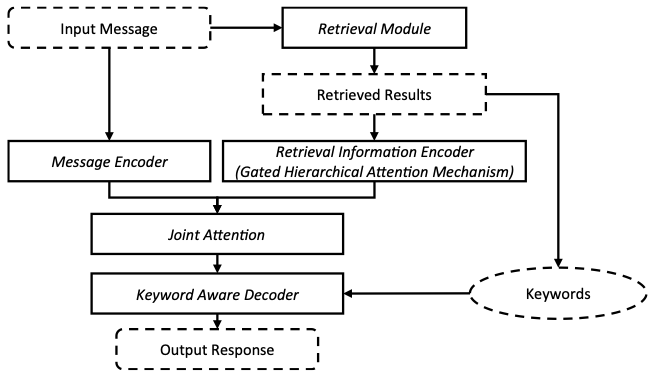 Input Message
Retrieval Module
Retrieved Results
Message Encoder
Retrieval Information Encoder
(Gated Hierarchical Attention Mechanism)
Joint Attention
Keyword Aware Decoder
Keywords
Output Response